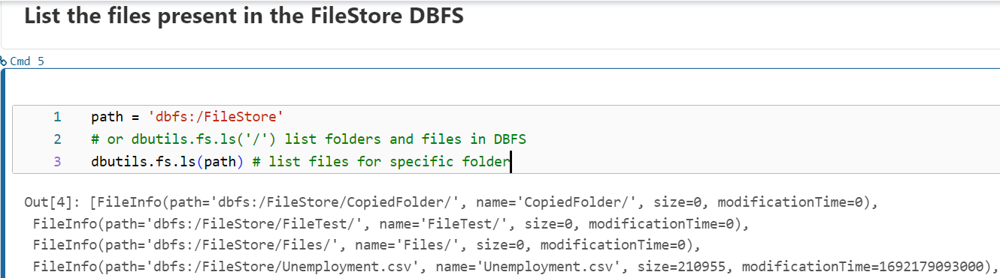 List the files present in the FileStore DBFS
Cmd 5
1 path = 'dbfs:/FileStore'
2 # or dbutils.fs.ls('/') list folders and files in DBFS
3 dbutils.fs.ls(path) # list files for specific folder
Out[4]: [FileInfo(path='dbfs:/FileStore/CopiedFolder/', name='CopiedFolder/', size=0, modificationTime=0),
FileInfo(path='dbfs:/FileStore/FileTest/', name='FileTest/', size=0, modificationTime=0),
FileInfo(path='dbfs:/FileStore/Files/', name='Files/', size=0, modificationTime=0),
FileInfo(path='dbfs:/FileStore/Unemployment.csv', name='Unemployment.csv', size=210955, modificationTime=1692179093000),